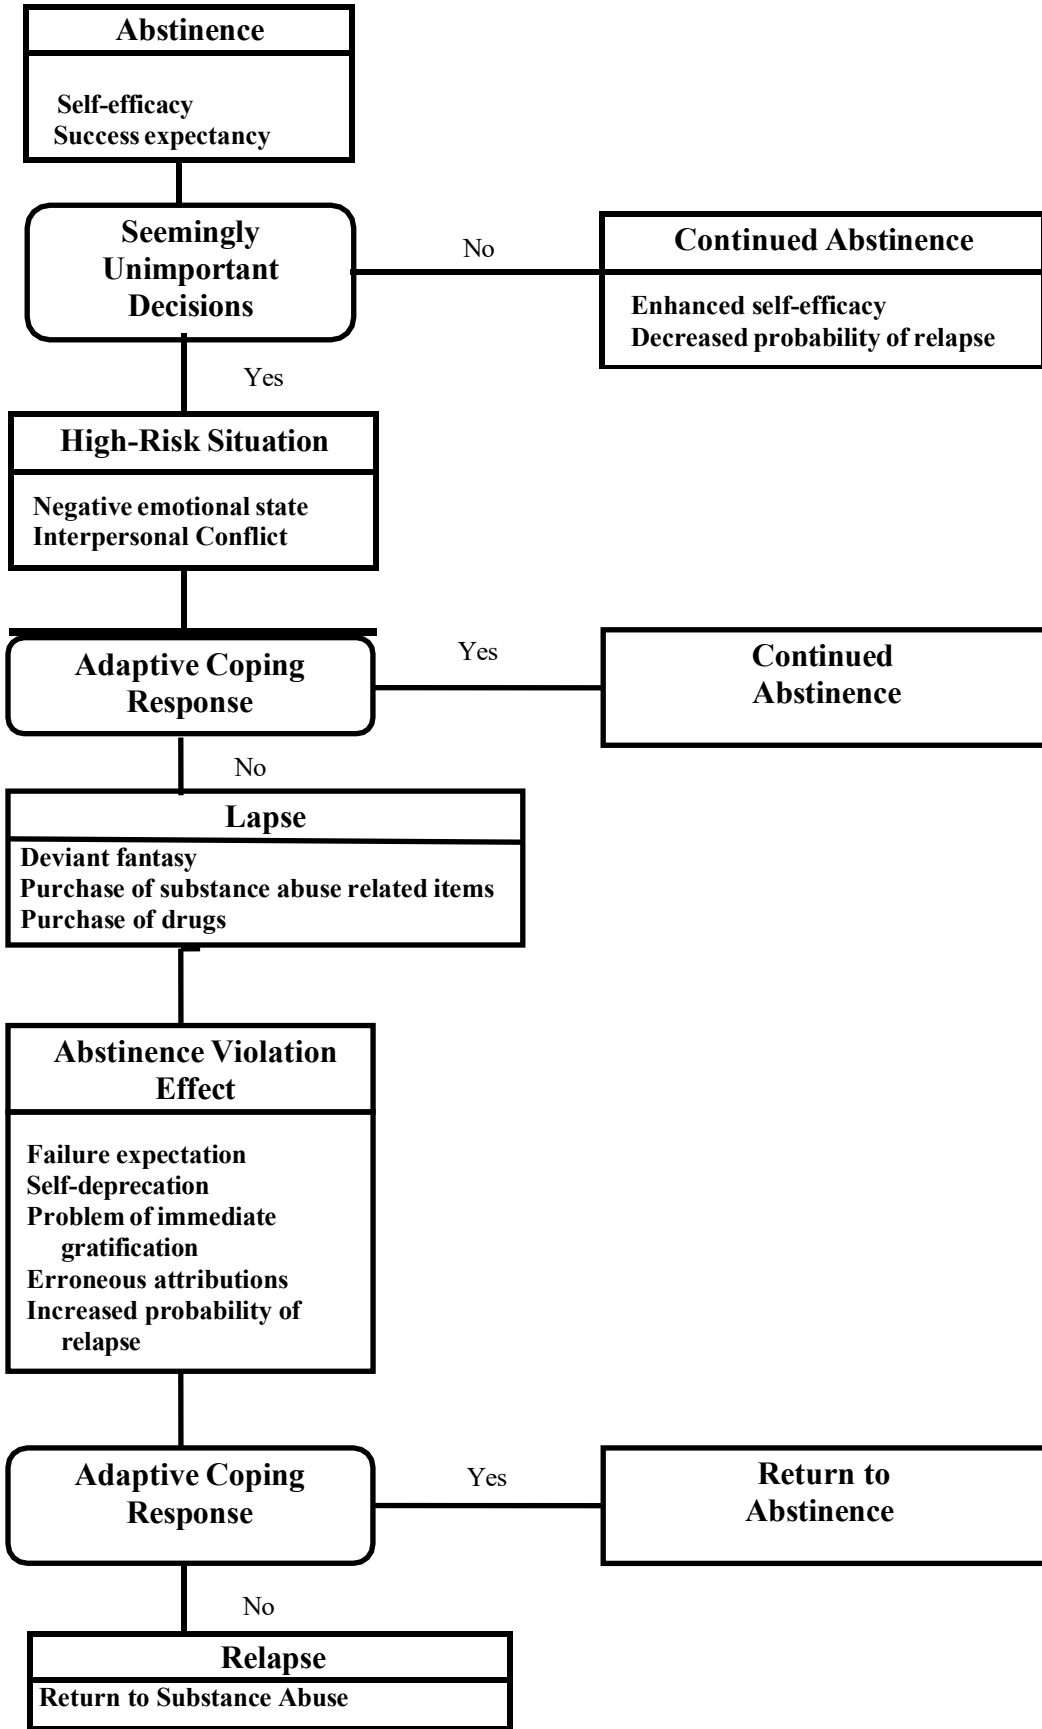 Abstinence
Self-efficacy
Success expectancy
Seemingly
Unimportant
Decisions
No
Continued Abstinence
Enhanced self-efficacy
Decreased probability of relapse
Yes
High-Risk Situation
Negative emotional state
Interpersonal Conflict
Adaptive Coping
Response
Yes
Continued
Abstinence
No
Lapse
Deviant fantasy
Purchase of substance abuse related items
Purchase of drugs
Abstinence Violation
Effect
Failure expectation
Self-deprecation
Problem of immediate
gratification
Erroneous attributions
Increased probability of
relapse
Adaptive Coping
Response
Yes
Return to
Abstinence
No
Relapse
Return to Substance Abuse